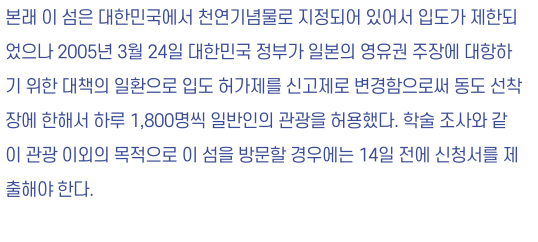 본래 이 섬은 대한민국에서 천연기념물로 지정되어 있어서 입도가 제한되
었으나 2005년 3월 24일 대한민국 정부가 일본의 영유권 주장에 대항하
기 위한 대책의 일환으로 입도 허가제를 신고제로 변경함으로써 동도 선착
장에 한해서 하루 1,800명씩 일반인의 관광을 허용했다. 학술 조사와 같
이 관광 이외의 목적으로 이 섬을 방문할 경우에는 14일 전에 신청서를 제
출해야 한다.